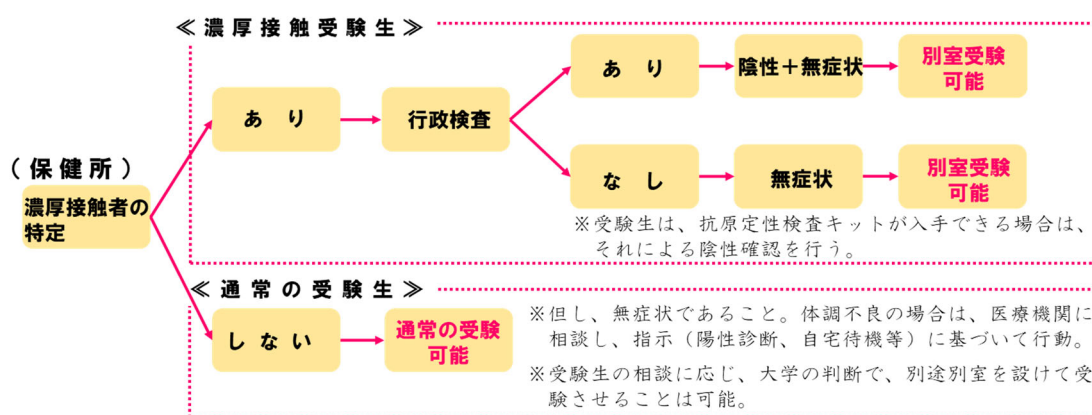 ≪濃厚接触受験生≫
あり
陰性＋無症状
別室受験
可能
あり
行政検査
（保健所）
濃厚接触者の
特定
なし
無症状
別室受験
可能
※受験生は、抗原定性検査キットが入手できる場合は、
それによる陰性確認を行う。
≪通常の受験生≫
しない
通常の受験
可能
※但し、無症状であること。体調不良の場合は、医療機関に
相談し、指示（陽性診断、自宅待機等）に基づいて行動。
※受験生の相談に応じ、大学の判断で、別途別室を設けて受
験させることは可能。